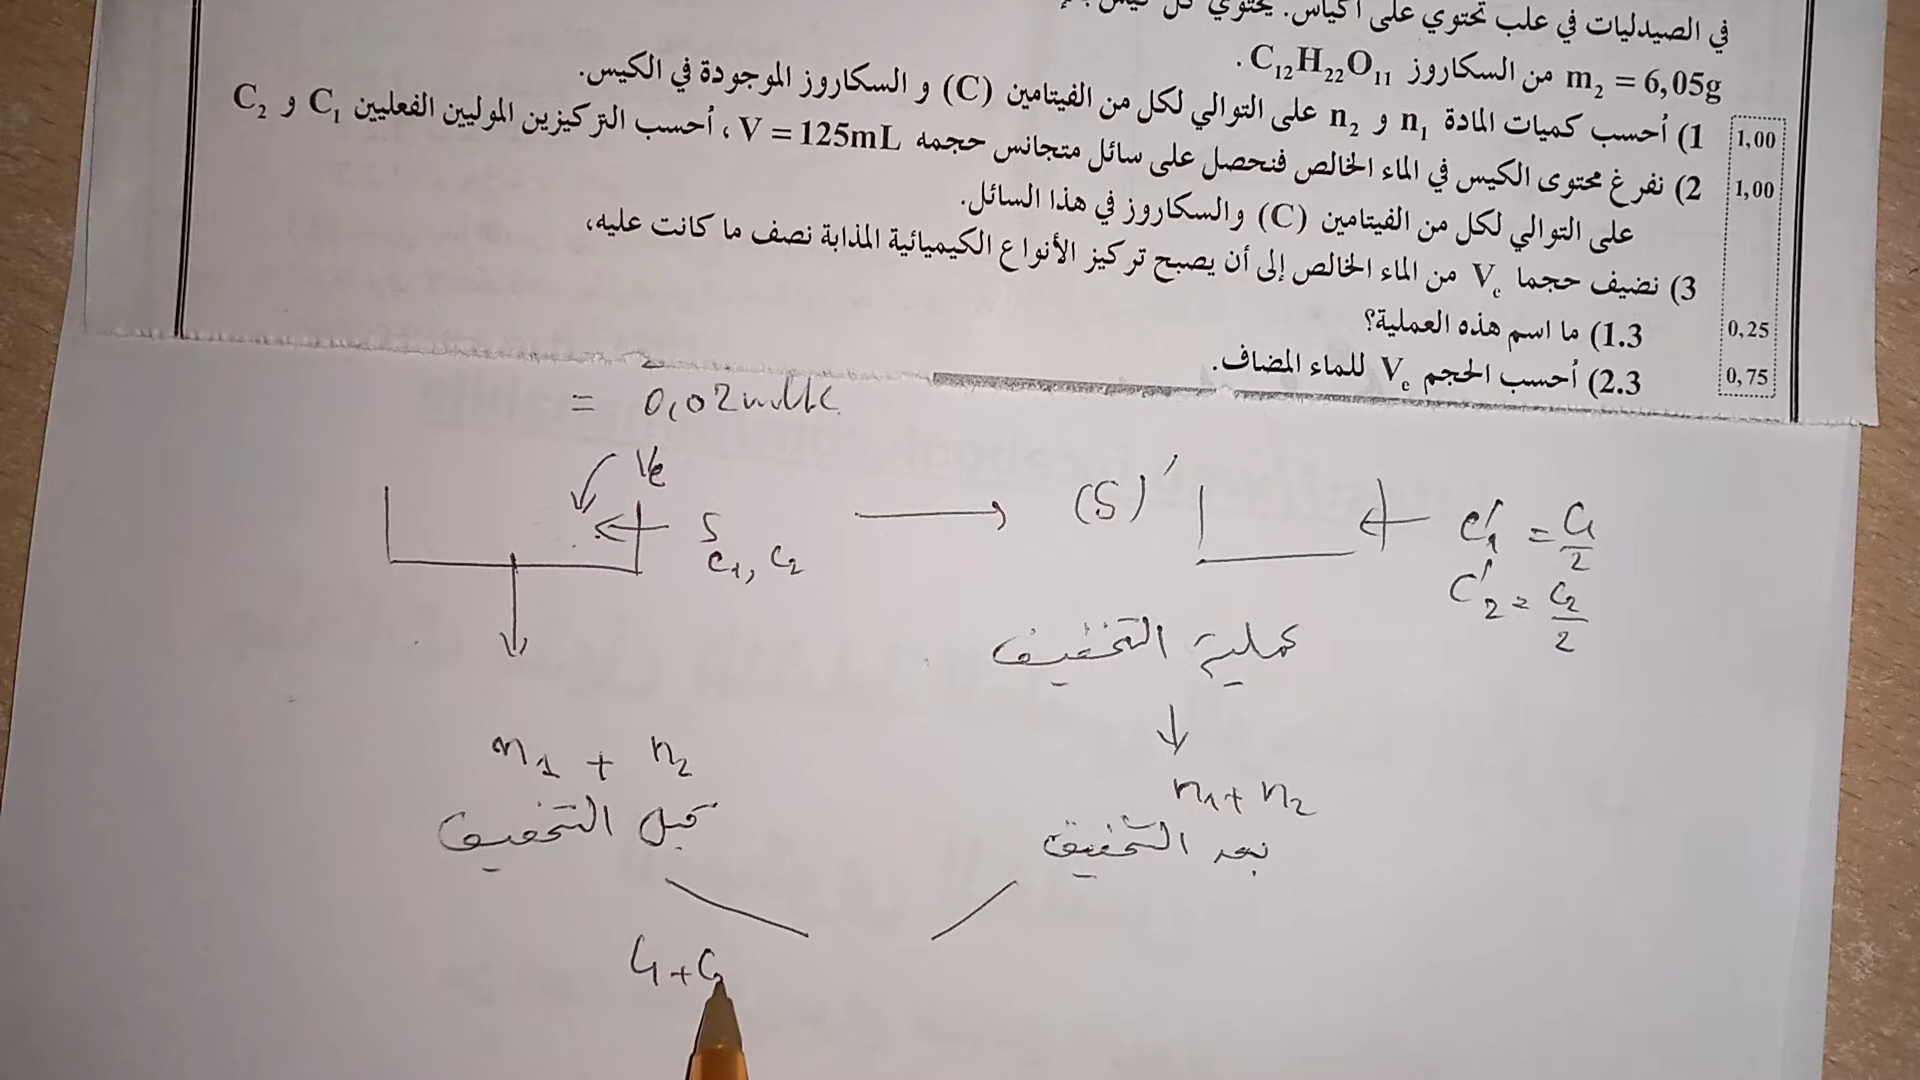 في الصيدليات في علب تحتوي على أكياس. يحتوي كل كيس
m₂ = 6,05g من السكاروز C₁₂H₂₂O₁₁ .
1) أحسب كميات المادة n₁ و n₂ على التوالي لكل من الفيتامين (C) و السكاروز الموجودة في الكيس.
1,00
2) نفرغ محتوى الكيس في الماء الخالص فنحصل على سائل متجانس حجمه V = 125mL ، أحسب التركيزين الموليين الفعليين C₁ و C₂
1,00
على التوالي لكل من الفيتامين (C) والسكاروز في هذا السائل.
3) نضيف حجما Vₑ من الماء الخالص إلى أن يصبح تركيز الأنواع الكيميائية المذابة نصف ما كانت عليه،
1.3) ما اسم هذه العملية؟
0,25
2.3) أحسب الحجم Vₑ للماء المضاف.
0,75
= 0,02
Ve
S
C₁, C₂
(S)'
C'₁ = C₁/2
C'₂ = C₂/2
عملية التخفيف
n₁ + n₂
قبل التخفيف
n₁ + n₂
بعد التخفيف
C₁ + C